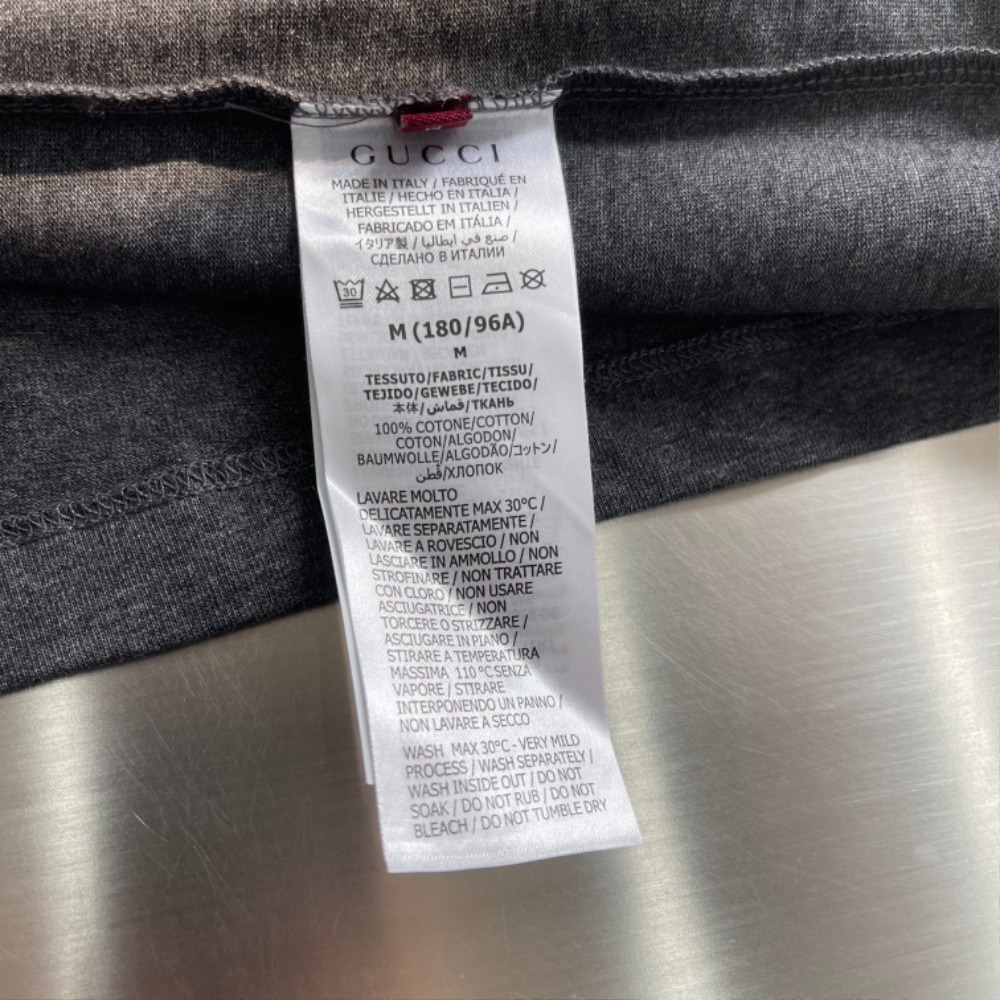 GUCCI
MADE IN ITALY / FABRIQUÉ EN
ITALIE / HECHO EN ITALIA /
HERGESTELLT IN ITALIEN /
FABRICADO EM ITÁLIA /
イタリア製 / صنع في ايطاليا /
СДЕЛАНО В ИТАЛИИ
30
M (180/96A)
M
TESSUTO/FABRIC/TISSU/
TEJIDO/GEWEBE/TECIDO/
本体/قماش/ТКАНЬ
100% COTONE/COTTON/
COTON/ALGODON/
BAUMWOLLE/ALGODÃO/コットン/
قطن/ХЛОПОК
LAVARE MOLTO
DELICATAMENTE MAX 30°C /
LAVARE SEPARATAMENTE /
LAVARE A ROVESCIO / NON
LASCIARE IN AMMOLLO / NON
STROFINARE / NON TRATTARE
CON CLORO / NON USARE
ASCIUGATRICE / NON
TORCERE O STRIZZARE /
ASCIUGARE IN PIANO /
STIRARE A TEMPERATURA
MASSIMA 110 °C SENZA
VAPORE / STIRARE
INTERPONENDO UN PANNO /
NON LAVARE A SECCO
WASH MAX 30°C - VERY MILD
PROCESS / WASH SEPARATELY /
WASH INSIDE OUT / DO NOT
SOAK / DO NOT RUB / DO NOT
BLEACH / DO NOT TUMBLE DRY